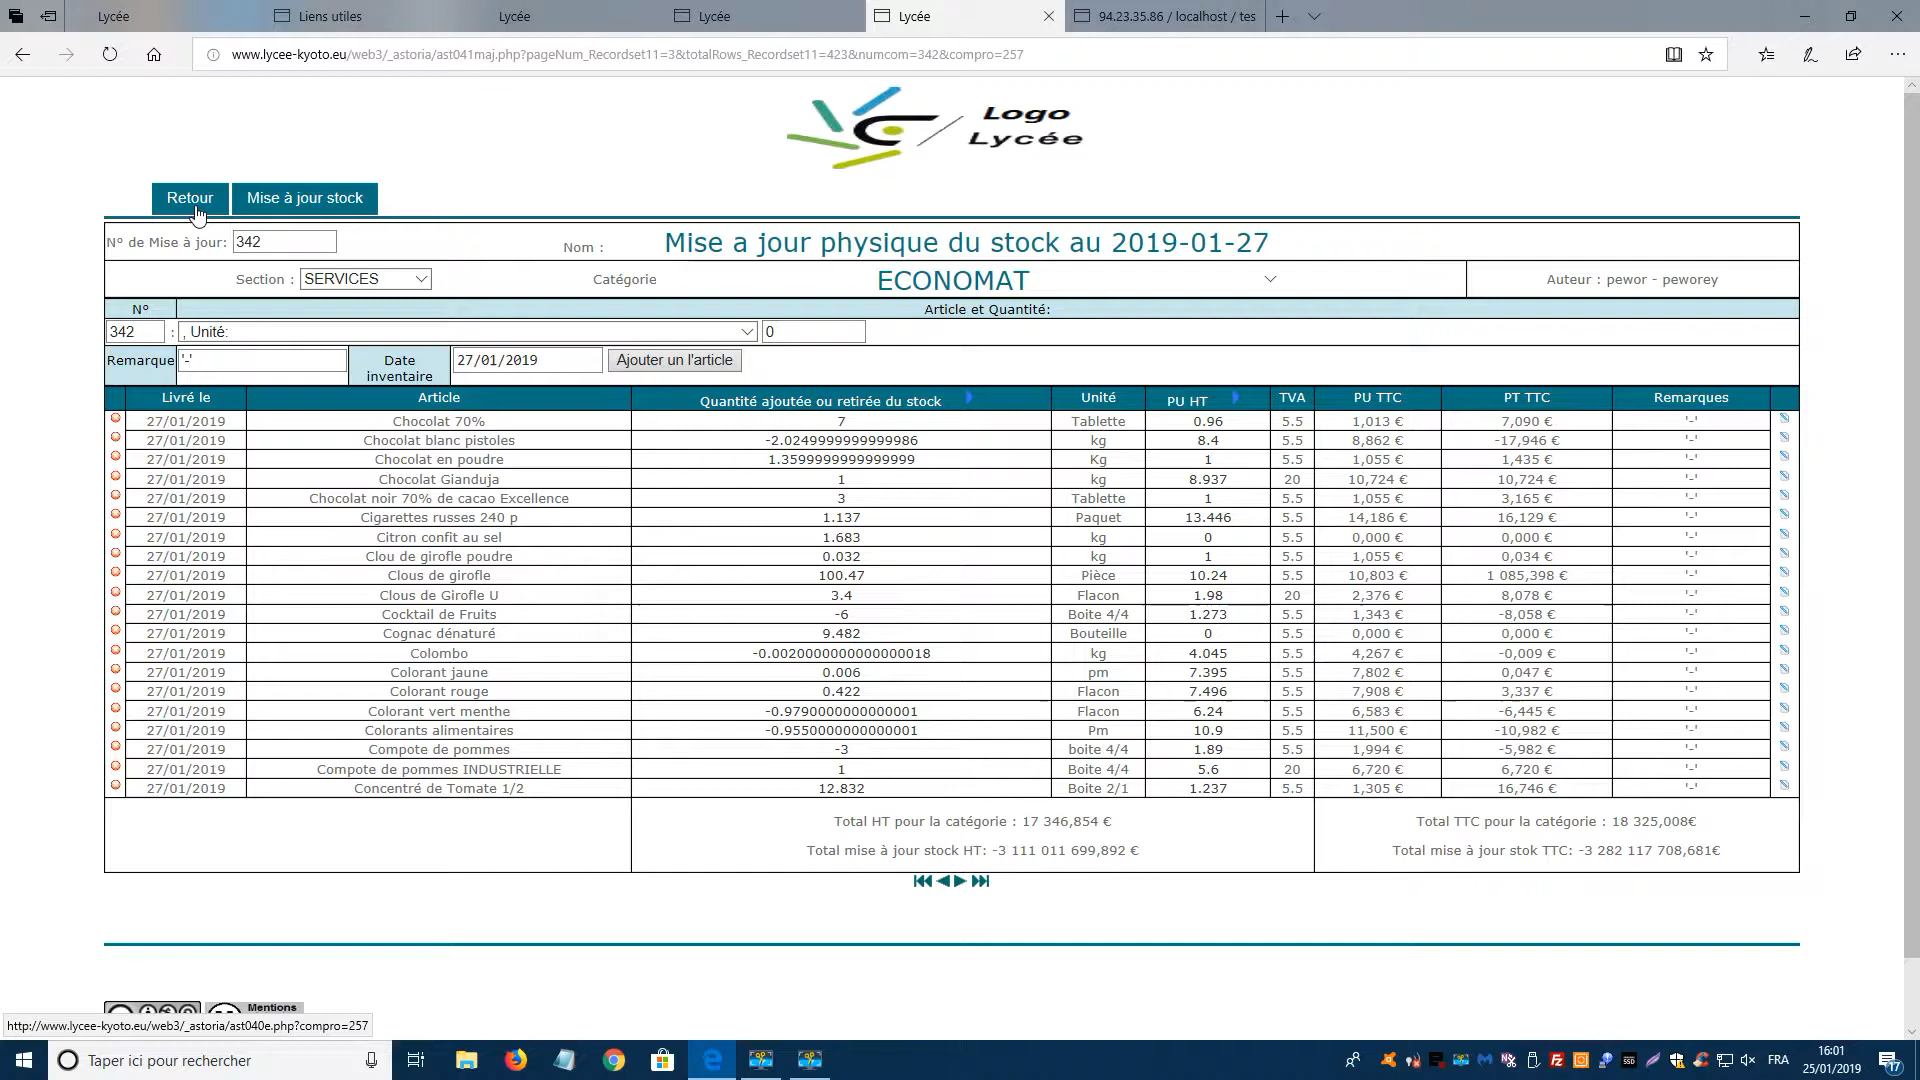 Lycée
Liens utiles
Lycée
Lycée
Lycée
94.23.35.86 / localhost / tes
www.lycee-kyoto.eu/web3/_astoria/ast041maj.php?pageNum_Recordset11=3&totalRows_Recordset11=423&numcom=342&compro=257
Logo
Lycée
Retour
Mise à jour stock
N° de Mise à jour: 342 Nom : Mise a jour physique du stock au 2019-01-27
Section : SERVICES Catégorie ECONOMAT Auteur : pewor - peworey
N° Article et Quantité:
342 : , Unité: 0
Remarque '-' Date inventaire 27/01/2019 Ajouter un l'article
Livré le Article Quantité ajoutée ou retirée du stock Unité PU HT TVA PU TTC PT TTC Remarques
27/01/2019 Chocolat 70% 7 Tablette 0.96 5.5 1,013 € 7,090 € '-'
27/01/2019 Chocolat blanc pistoles -2.0249999999999986 kg 8.4 5.5 8,862 € -17,946 € '-'
27/01/2019 Chocolat en poudre 1.3599999999999999 Kg 1 5.5 1,055 € 1,435 € '-'
27/01/2019 Chocolat Gianduja 1 kg 8.937 20 10,724 € 10,724 € '-'
27/01/2019 Chocolat noir 70% de cacao Excellence 3 Tablette 1 5.5 1,055 € 3,165 € '-'
27/01/2019 Cigarettes russes 240 p 1.137 Paquet 13.446 5.5 14,186 € 16,129 € '-'
27/01/2019 Citron confit au sel 1.683 kg 0 5.5 0,000 € 0,000 € '-'
27/01/2019 Clou de girofle poudre 0.032 kg 1 5.5 1,055 € 0,034 € '-'
27/01/2019 Clous de girofle 100.47 Pièce 10.24 5.5 10,803 € 1 085,398 € '-'
27/01/2019 Clous de Girofle U 3.4 Flacon 1.98 20 2,376 € 8,078 € '-'
27/01/2019 Cocktail de Fruits -6 Boite 4/4 1.273 5.5 1,343 € -8,058 € '-'
27/01/2019 Cognac dénaturé 9.482 Bouteille 0 5.5 0,000 € 0,000 € '-'
27/01/2019 Colombo -0.0020000000000000018 kg 4.045 5.5 4,267 € -0,009 € '-'
27/01/2019 Colorant jaune 0.006 pm 7.395 5.5 7,802 € 0,047 € '-'
27/01/2019 Colorant rouge 0.422 Flacon 7.496 5.5 7,908 € 3,337 € '-'
27/01/2019 Colorant vert menthe -0.9790000000000001 Flacon 6.24 5.5 6,583 € -6,445 € '-'
27/01/2019 Colorants alimentaires -0.9550000000000001 Pm 10.9 5.5 11,500 € -10,982 € '-'
27/01/2019 Compote de pommes -3 boite 4/4 1.89 5.5 1,994 € -5,982 € '-'
27/01/2019 Compote de pommes INDUSTRIELLE 1 Boite 4/4 5.6 20 6,720 € 6,720 € '-'
27/01/2019 Concentré de Tomate 1/2 12.832 Boite 2/1 1.237 5.5 1,305 € 16,746 € '-'
Total HT pour la catégorie : 17 346,854 € Total TTC pour la catégorie : 18 325,008€
Total mise à jour stock HT: -3 111 011 699,892 € Total mise à jour stok TTC: -3 282 117 708,681€
Mentions
http://www.lycee-kyoto.eu/web3/_astoria/ast040e.php?compro=257
Taper ici pour rechercher
FRA
16:01
25/01/2019
17